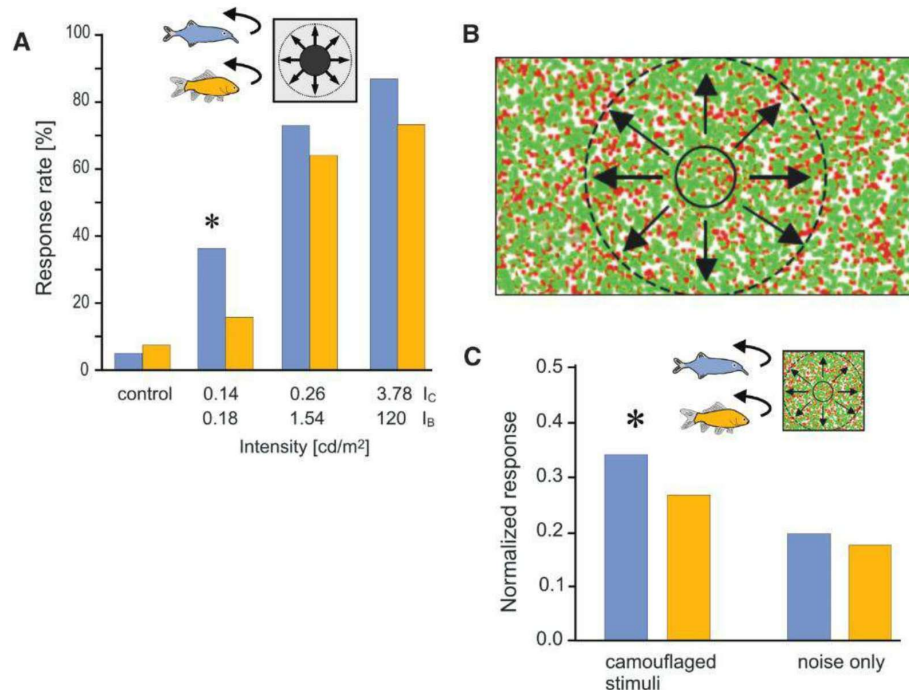 A
100
80
60
40
20
0
Response rate [%]
*
control
0.14 0.26 3.78 I_C
0.18 1.54 120 I_B
Intensity [cd/m²]
B
C
0.5
0.4
0.3
0.2
0.1
0.0
Normalized response
*
camouflaged
stimuli
noise only